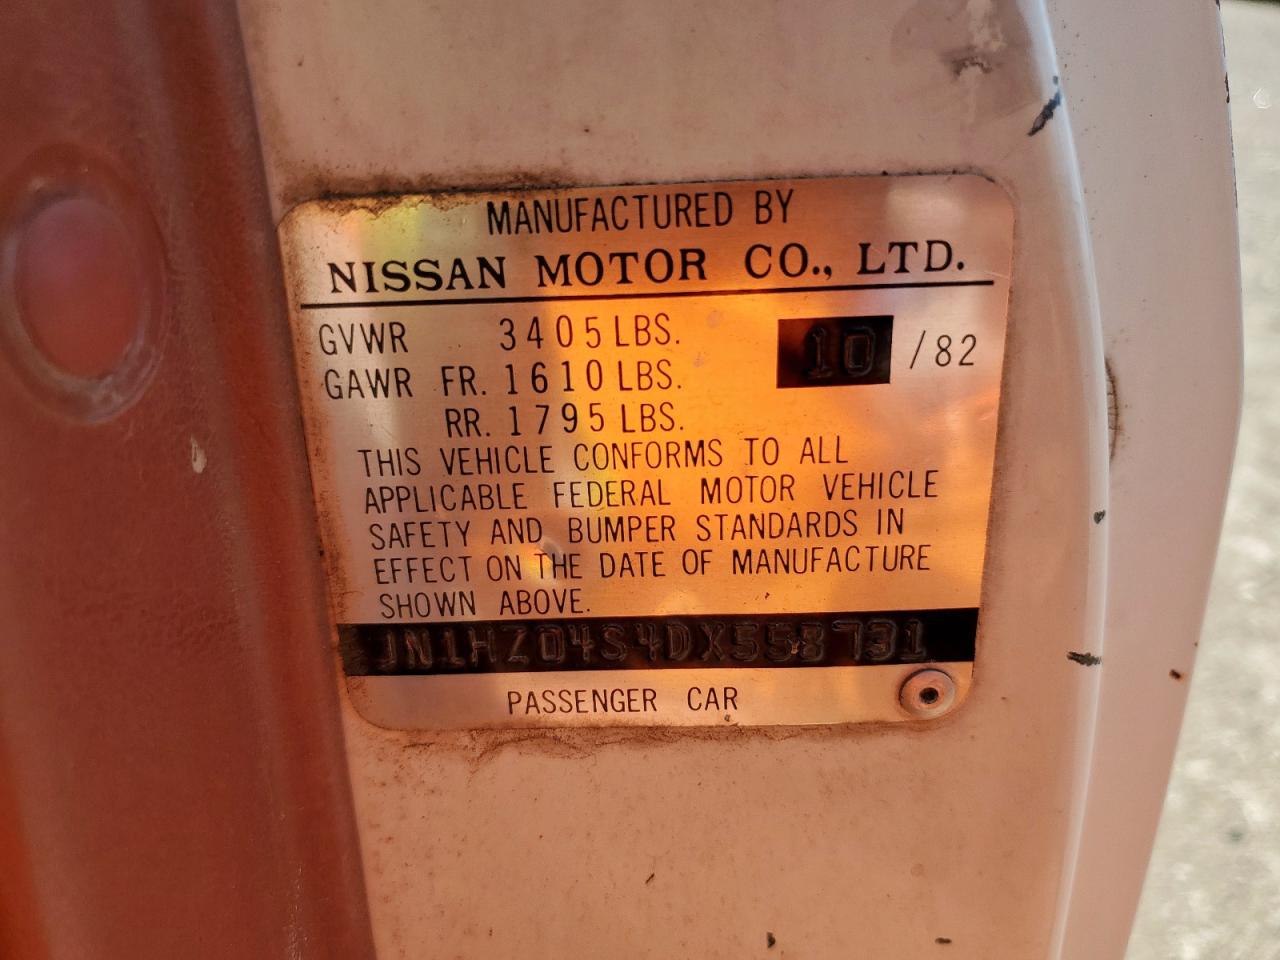 MANUFACTURED BY
NISSAN MOTOR CO., LTD.
GVWR 3405 LBS. 10 /82
GAWR FR. 1610 LBS.
RR. 1795 LBS.
THIS VEHICLE CONFORMS TO ALL
APPLICABLE FEDERAL MOTOR VEHICLE
SAFETY AND BUMPER STANDARDS IN
EFFECT ON THE DATE OF MANUFACTURE
SHOWN ABOVE.
JN1HZ04S4DX558731
PASSENGER CAR